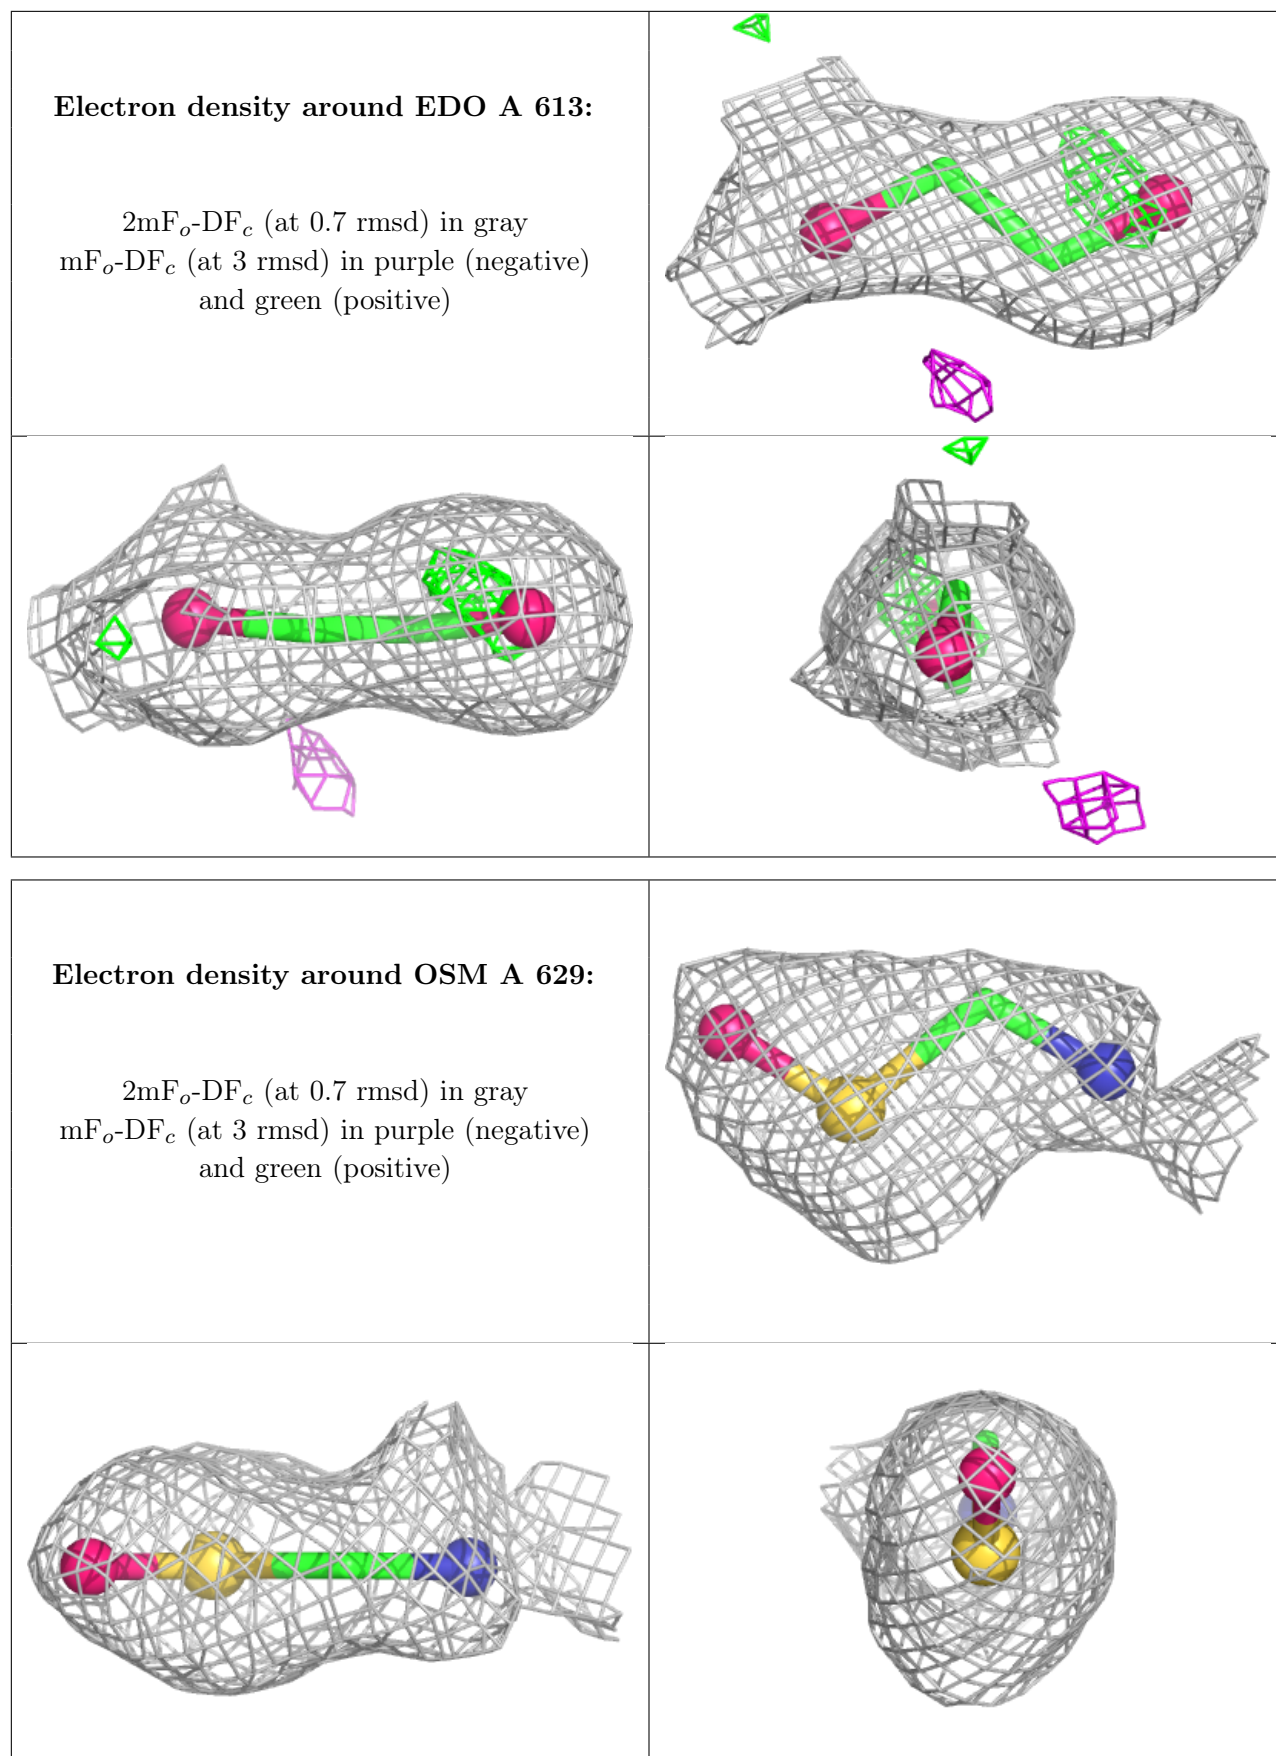 Electron density around EDO A 613:
2mFₒ-DF𝒸 (at 0.7 rmsd) in gray
mFₒ-DF𝒸 (at 3 rmsd) in purple (negative)
and green (positive)
Electron density around OSM A 629:
2mFₒ-DF𝒸 (at 0.7 rmsd) in gray
mFₒ-DF𝒸 (at 3 rmsd) in purple (negative)
and green (positive)